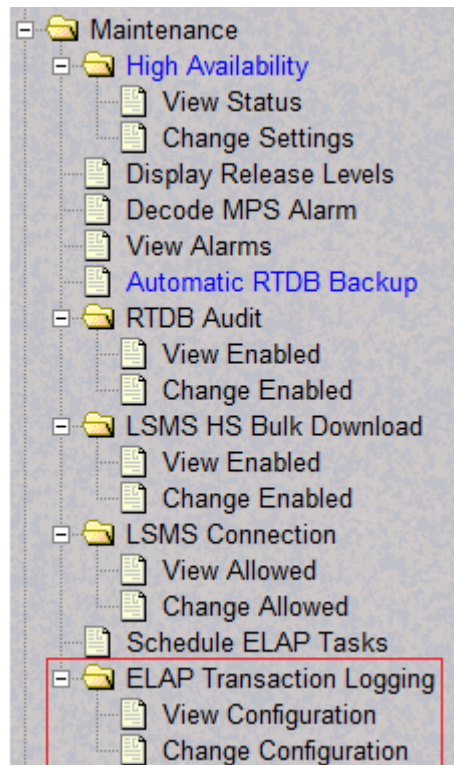 Maintenance
High Availability
View Status
Change Settings
Display Release Levels
Decode MPS Alarm
View Alarms
Automatic RTDB Backup
RTDB Audit
View Enabled
Change Enabled
LSMS HS Bulk Download
View Enabled
Change Enabled
LSMS Connection
View Allowed
Change Allowed
Schedule ELAP Tasks
ELAP Transaction Logging
View Configuration
Change Configuration